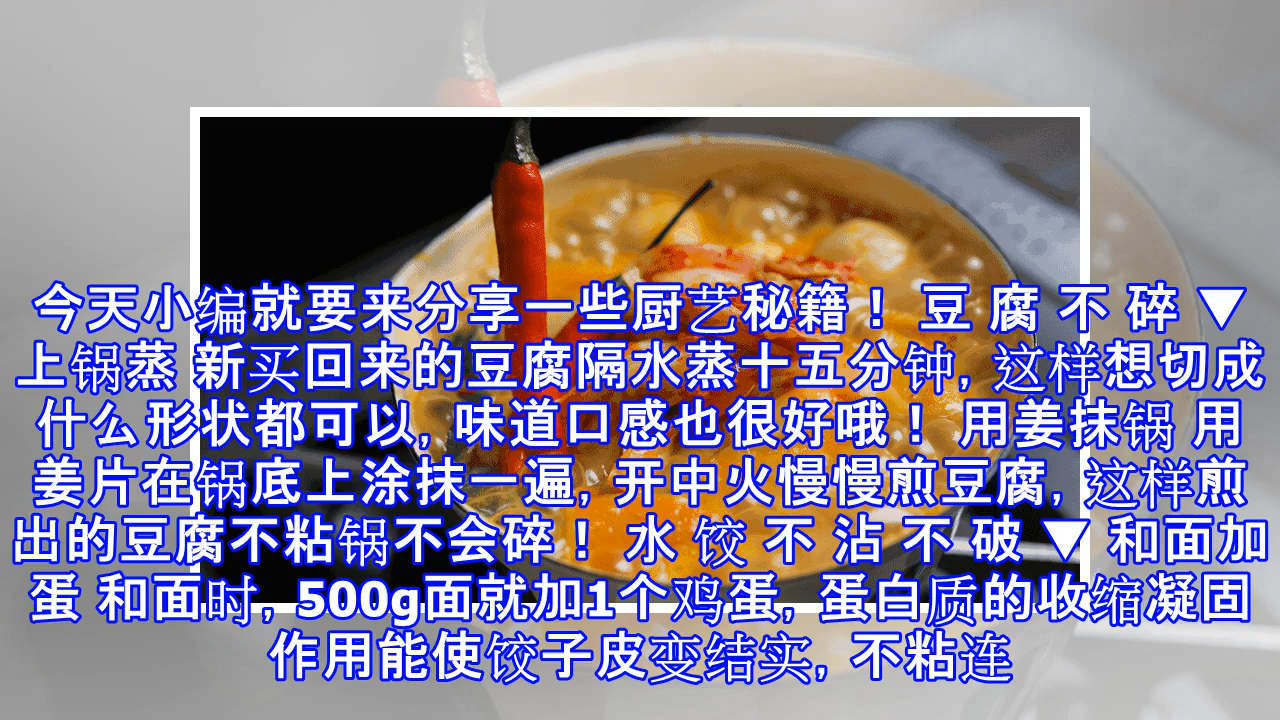 今天小编就要来分享一些厨艺秘籍！ 豆 腐 不 碎 ▼
上锅蒸 新买回来的豆腐隔水蒸十五分钟, 这样想切成
什么形状都可以, 味道口感也很好哦！ 用姜抹锅 用
姜片在锅底上涂抹一遍, 开中火慢慢煎豆腐, 这样煎
出的豆腐不粘锅不会碎！ 水 饺 不 沾 不 破 ▼ 和面加
蛋 和面时, 500g面就加1个鸡蛋, 蛋白质的收缩凝固
作用能使饺子皮变结实, 不粘连